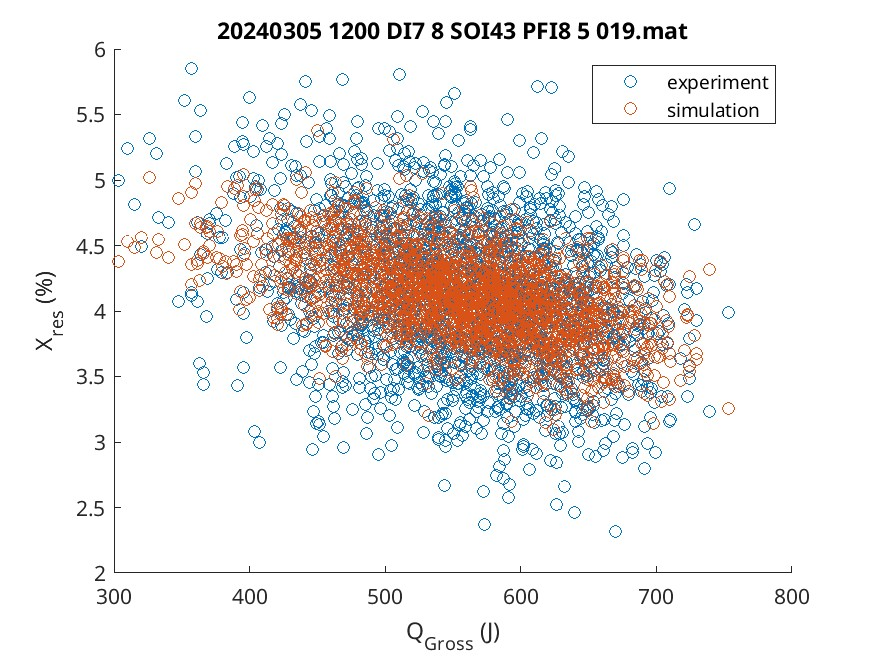 20240305 1200 DI7 8 SOI43 PFI8 5 019.mat
experiment
simulation
6
5.5
5
4.5
4
3.5
3
2.5
2
X_res (%)
300 400 500 600 700 800
Q_Gross (J)